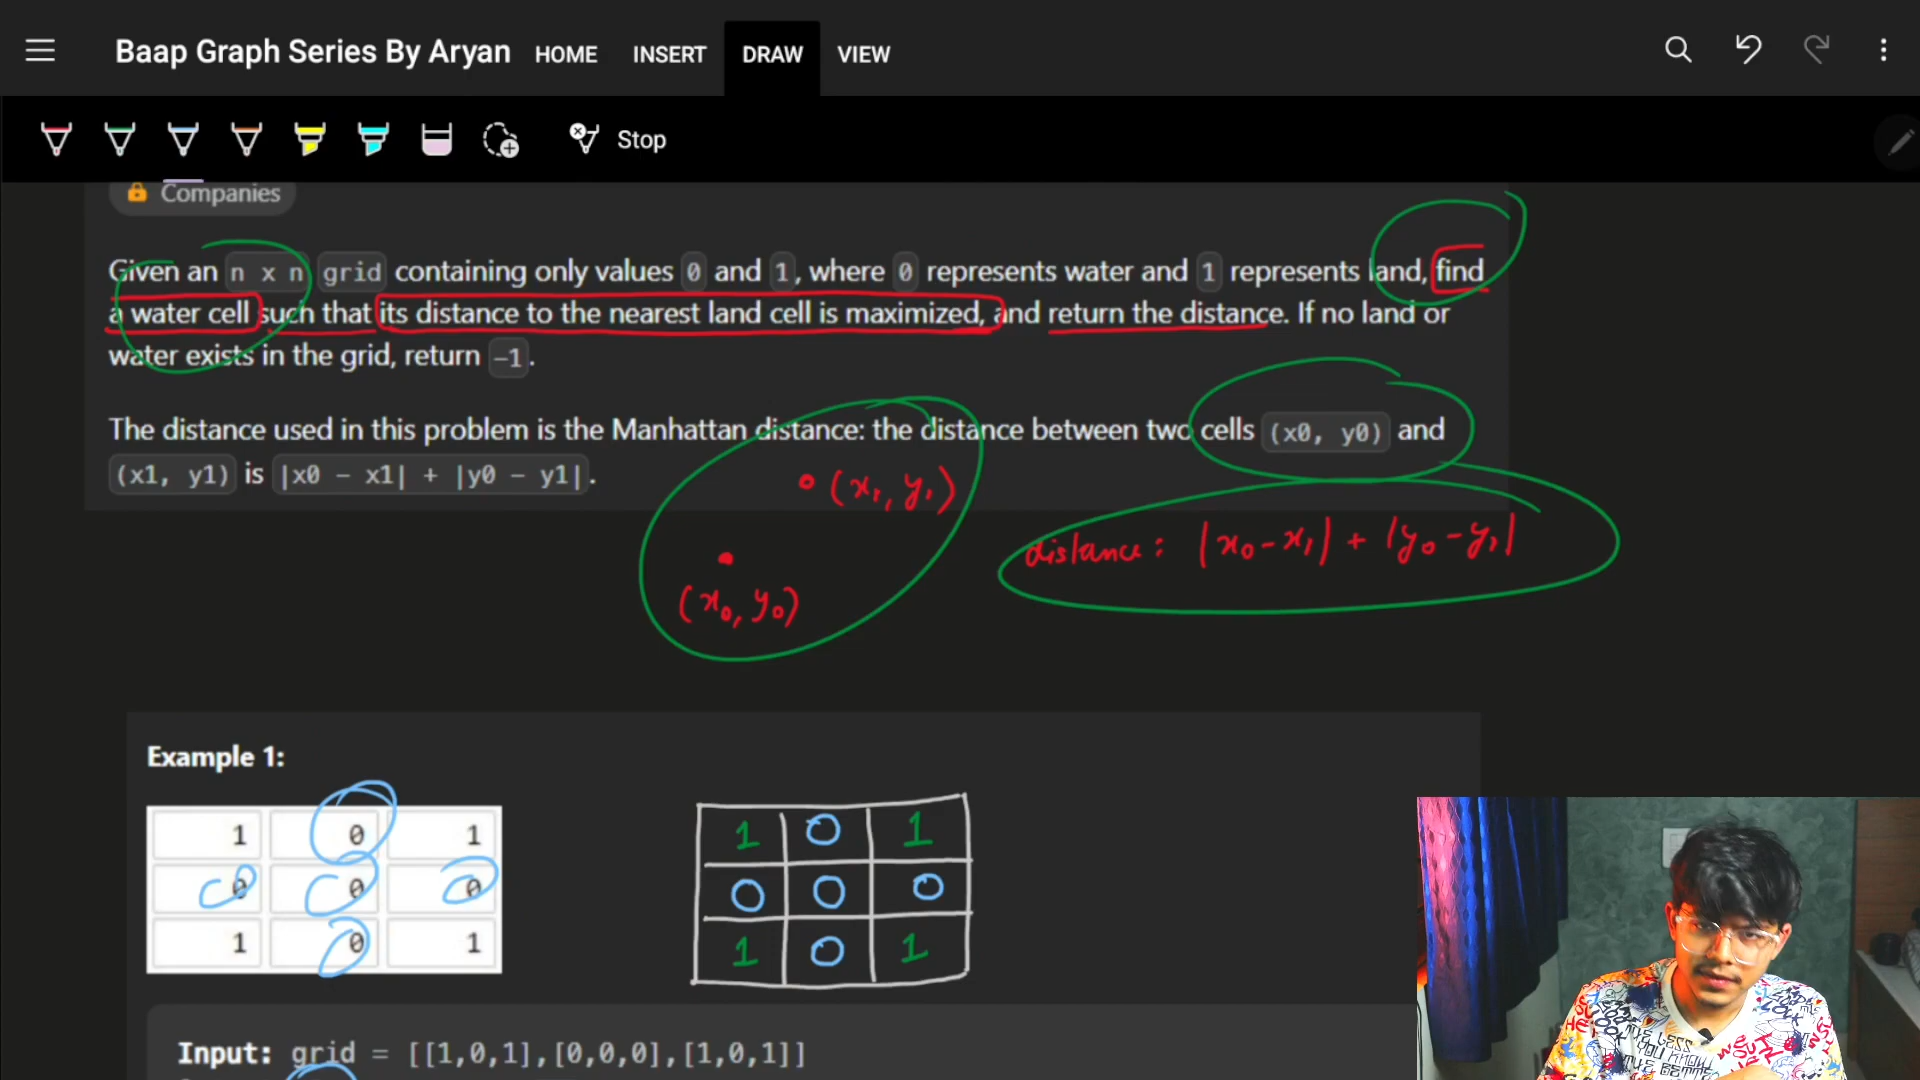 Baap Graph Series By Aryan HOME INSERT DRAW VIEW
Stop
Companies
Given an n x n grid containing only values 0 and 1, where 0 represents water and 1 represents land, find
a water cell such that its distance to the nearest land cell is maximized, and return the distance. If no land or
water exists in the grid, return -1.
The distance used in this problem is the Manhattan distance: the distance between two cells (x0, y0) and
(x1, y1) is |x0 - x1| + |y0 - y1|.
(x₁, y₁)
distance: |x₀-x₁| + |y₀-y₁|
(x₀, y₀)
Example 1:
1 0 1
0 0 0
1 0 1
1 0 1
0 0 0
1 0 1
Input: grid = [[1,0,1],[0,0,0],[1,0,1]]